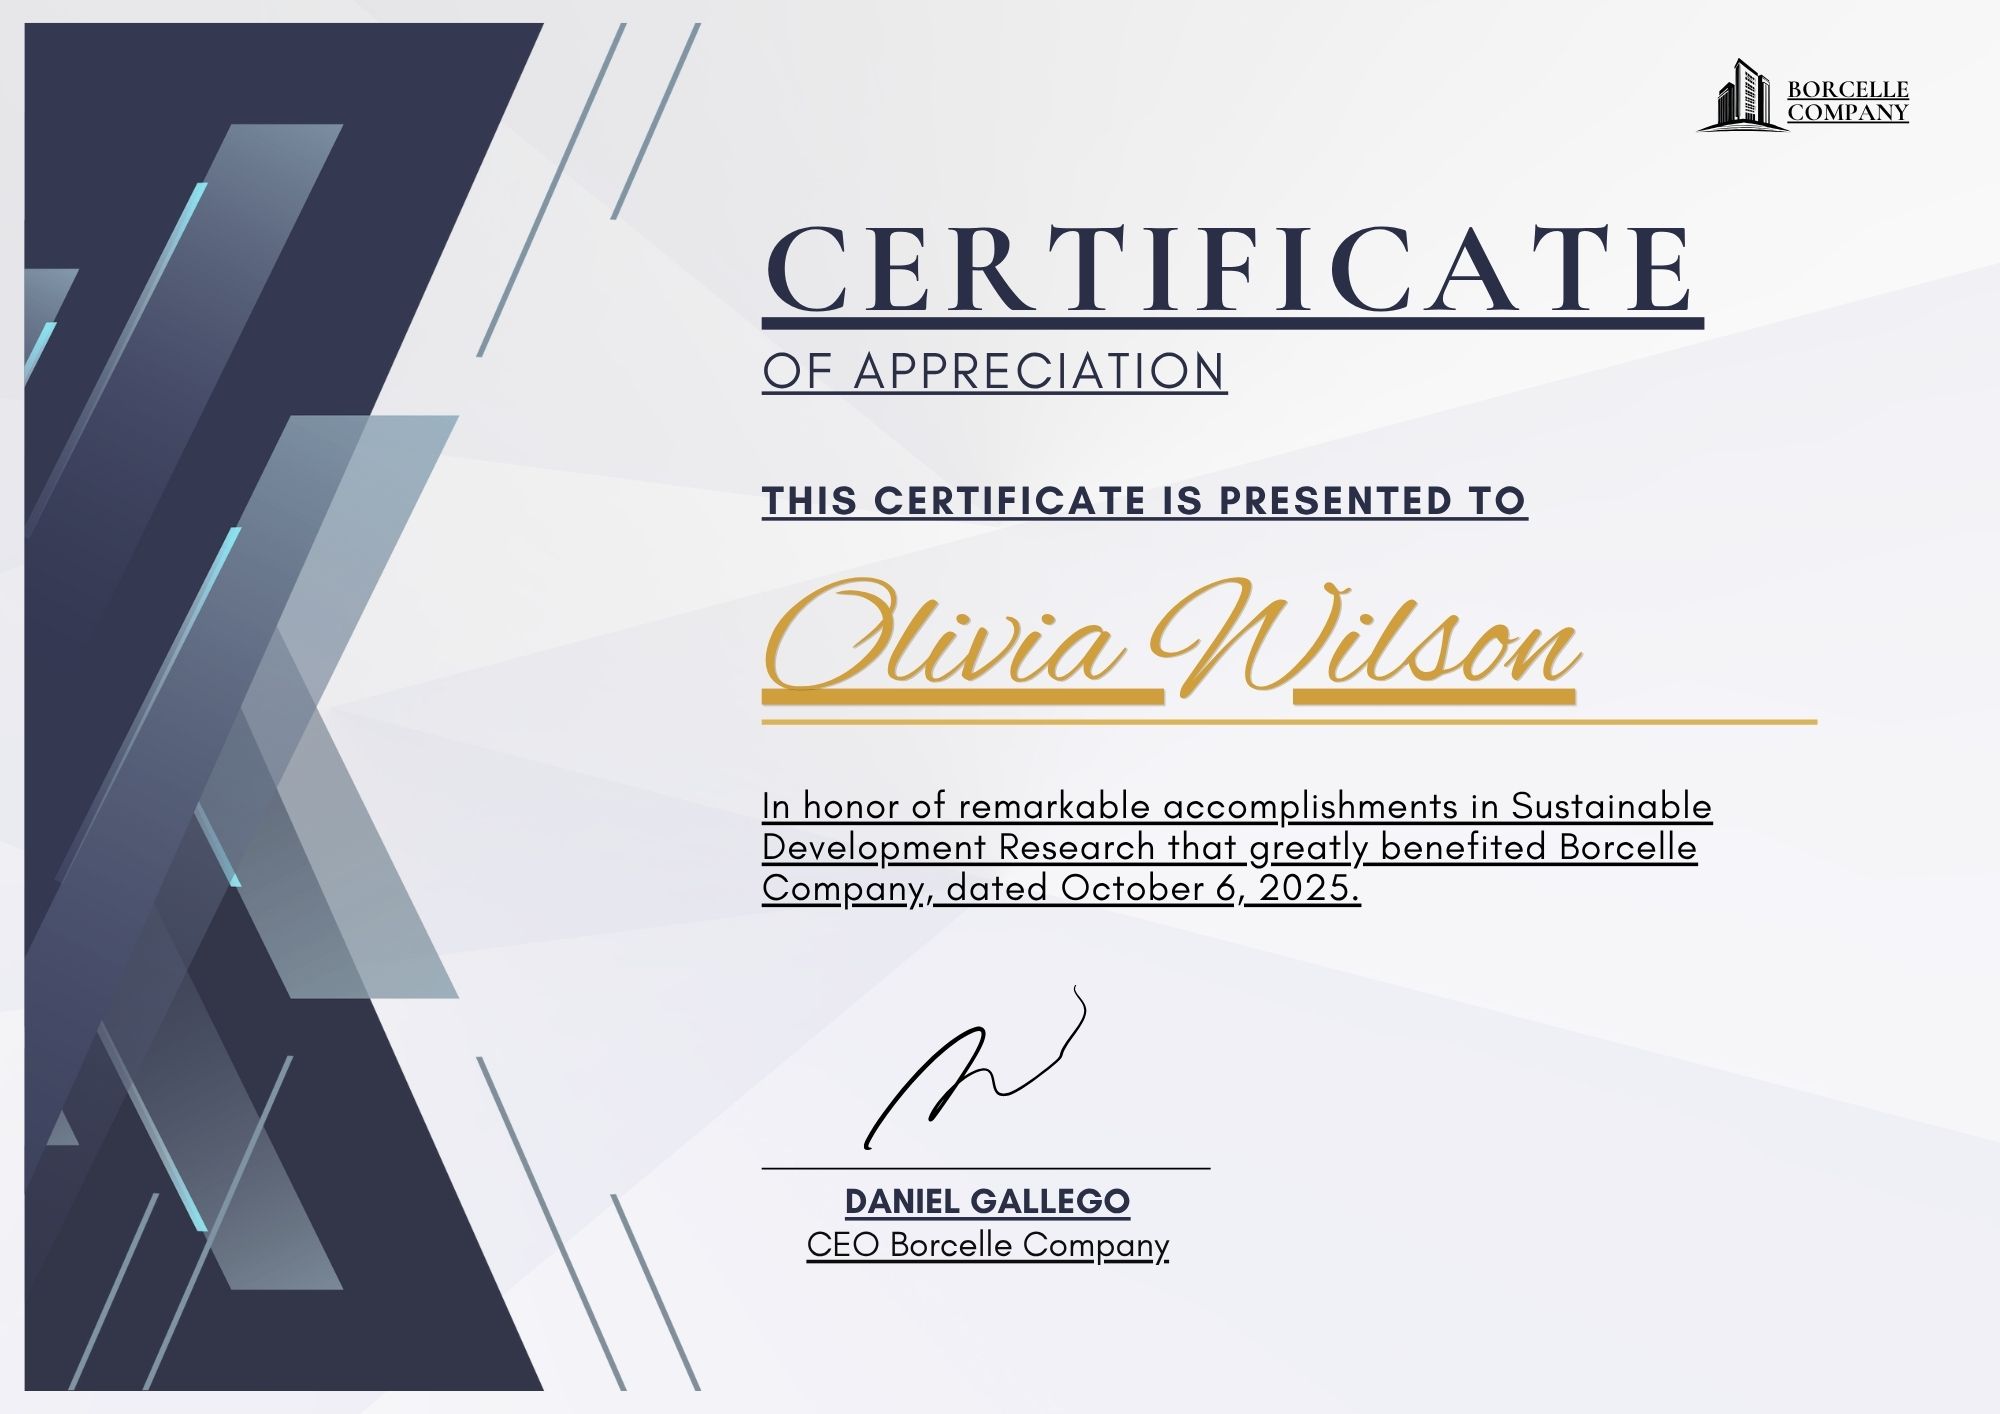 BORCELLE
COMPANY
CERTIFICATE
OF APPRECIATION
THIS CERTIFICATE IS PRESENTED TO
Olivia Wilson
In honor of remarkable accomplishments in Sustainable
Development Research that greatly benefited Borcelle
Company, dated October 6, 2025.
DANIEL GALLEGO
CEO Borcelle Company